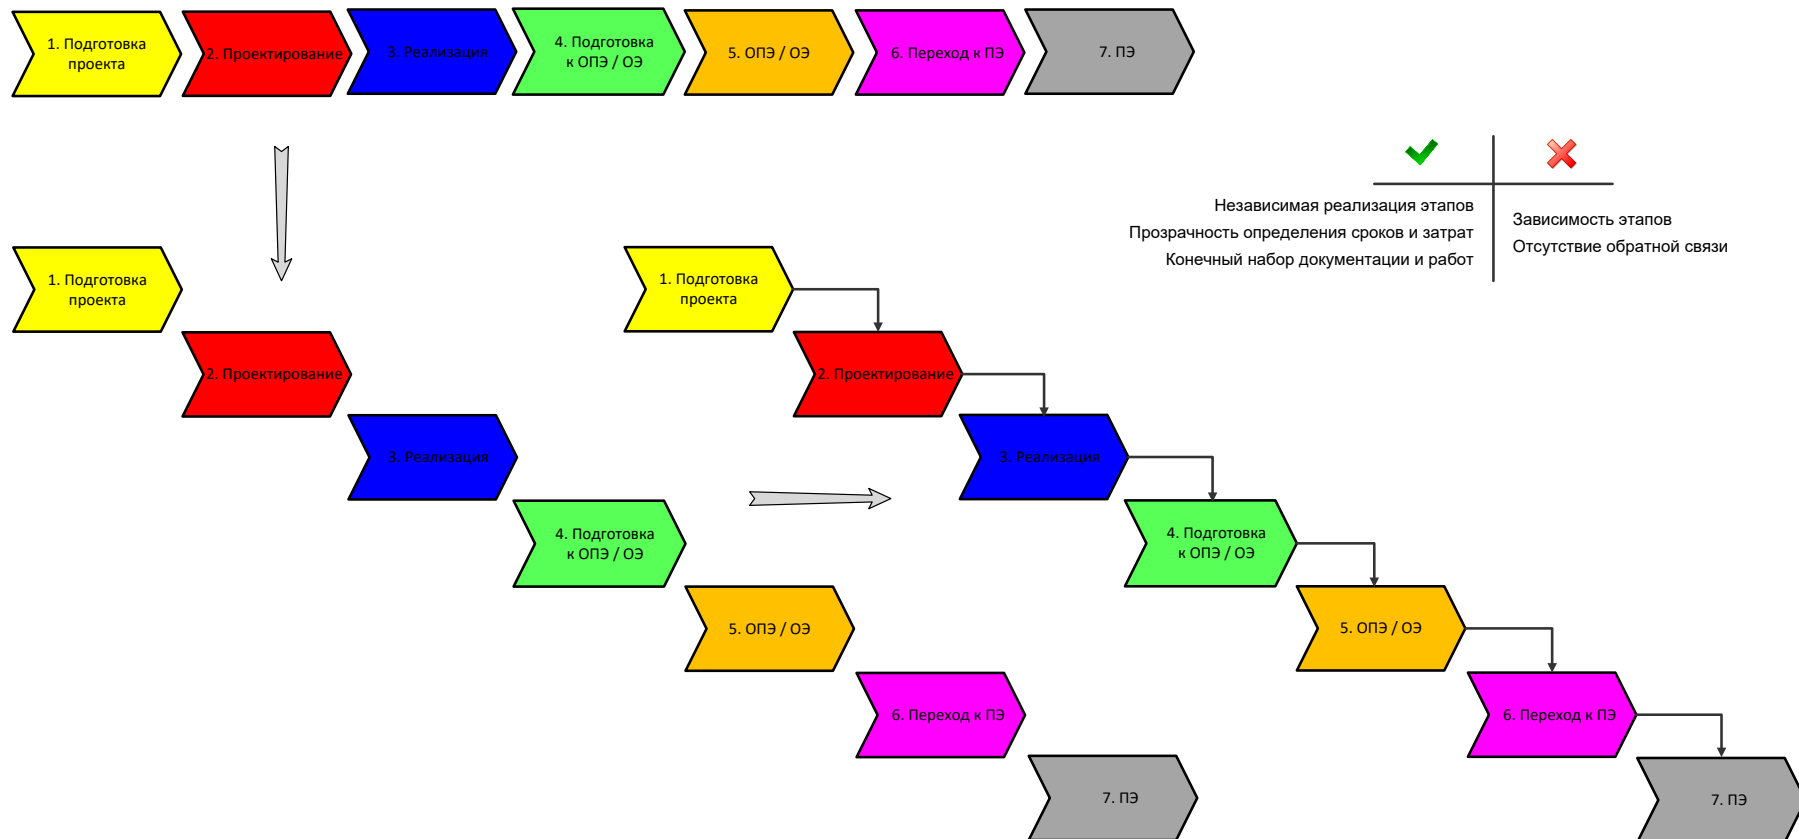 1. Подготовка
проекта
2. Проектирование
3. Реализация
4. Подготовка
к ОПЭ / ОЭ
5. ОПЭ / ОЭ
6. Переход к ПЭ
7. ПЭ
Независимая реализация этапов
Прозрачность определения сроков и затрат
Конечный набор документации и работ
Зависимость этапов
Отсутствие обратной связи
1. Подготовка
проекта
2. Проектирование
3. Реализация
4. Подготовка
к ОПЭ / ОЭ
5. ОПЭ / ОЭ
6. Переход к ПЭ
7. ПЭ
1. Подготовка
проекта
2. Проектирование
3. Реализация
4. Подготовка
к ОПЭ / ОЭ
5. ОПЭ / ОЭ
6. Переход к ПЭ
7. ПЭ